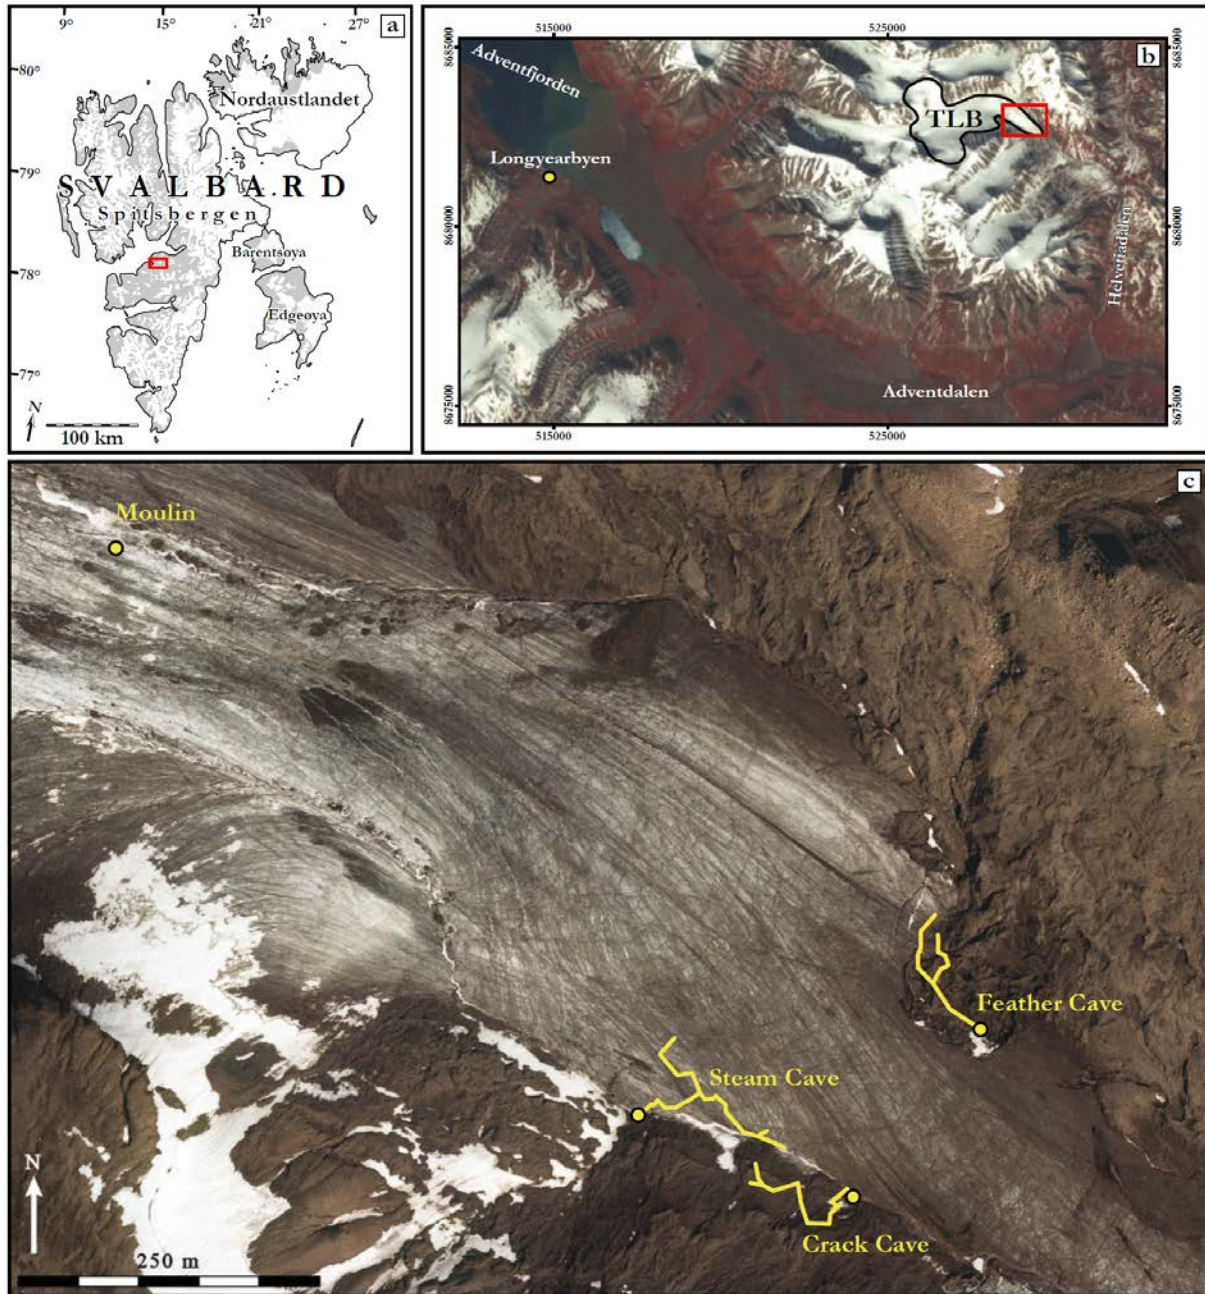 9° 15° 21° 27°
a
80°
Nordaustlandet
79°
SVALBARD
Spitsbergen
Barentsøya
78°
Edgeøya
77°
N
100 km
515000 525000
b
8685000 8685000
Adventfjorden
TLB
Longyearbyen
8680000 8680000
Helvetiadalen
Adventdalen
8675000 8675000
515000 525000
c
Moulin
Feather Cave
Steam Cave
N
Crack Cave
250 m